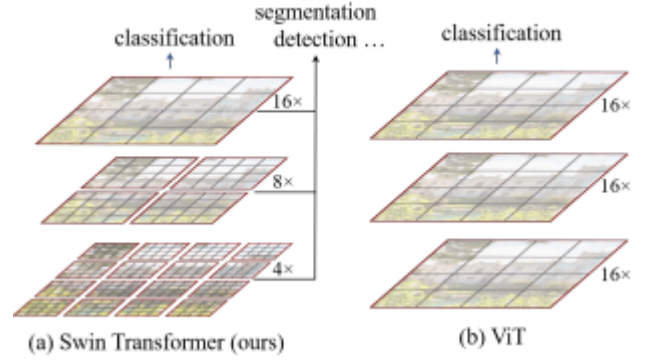 segmentation
classification
detection ...
classification
16×
8×
4×
16×
16×
16×
(a) Swin Transformer (ours)
(b) ViT